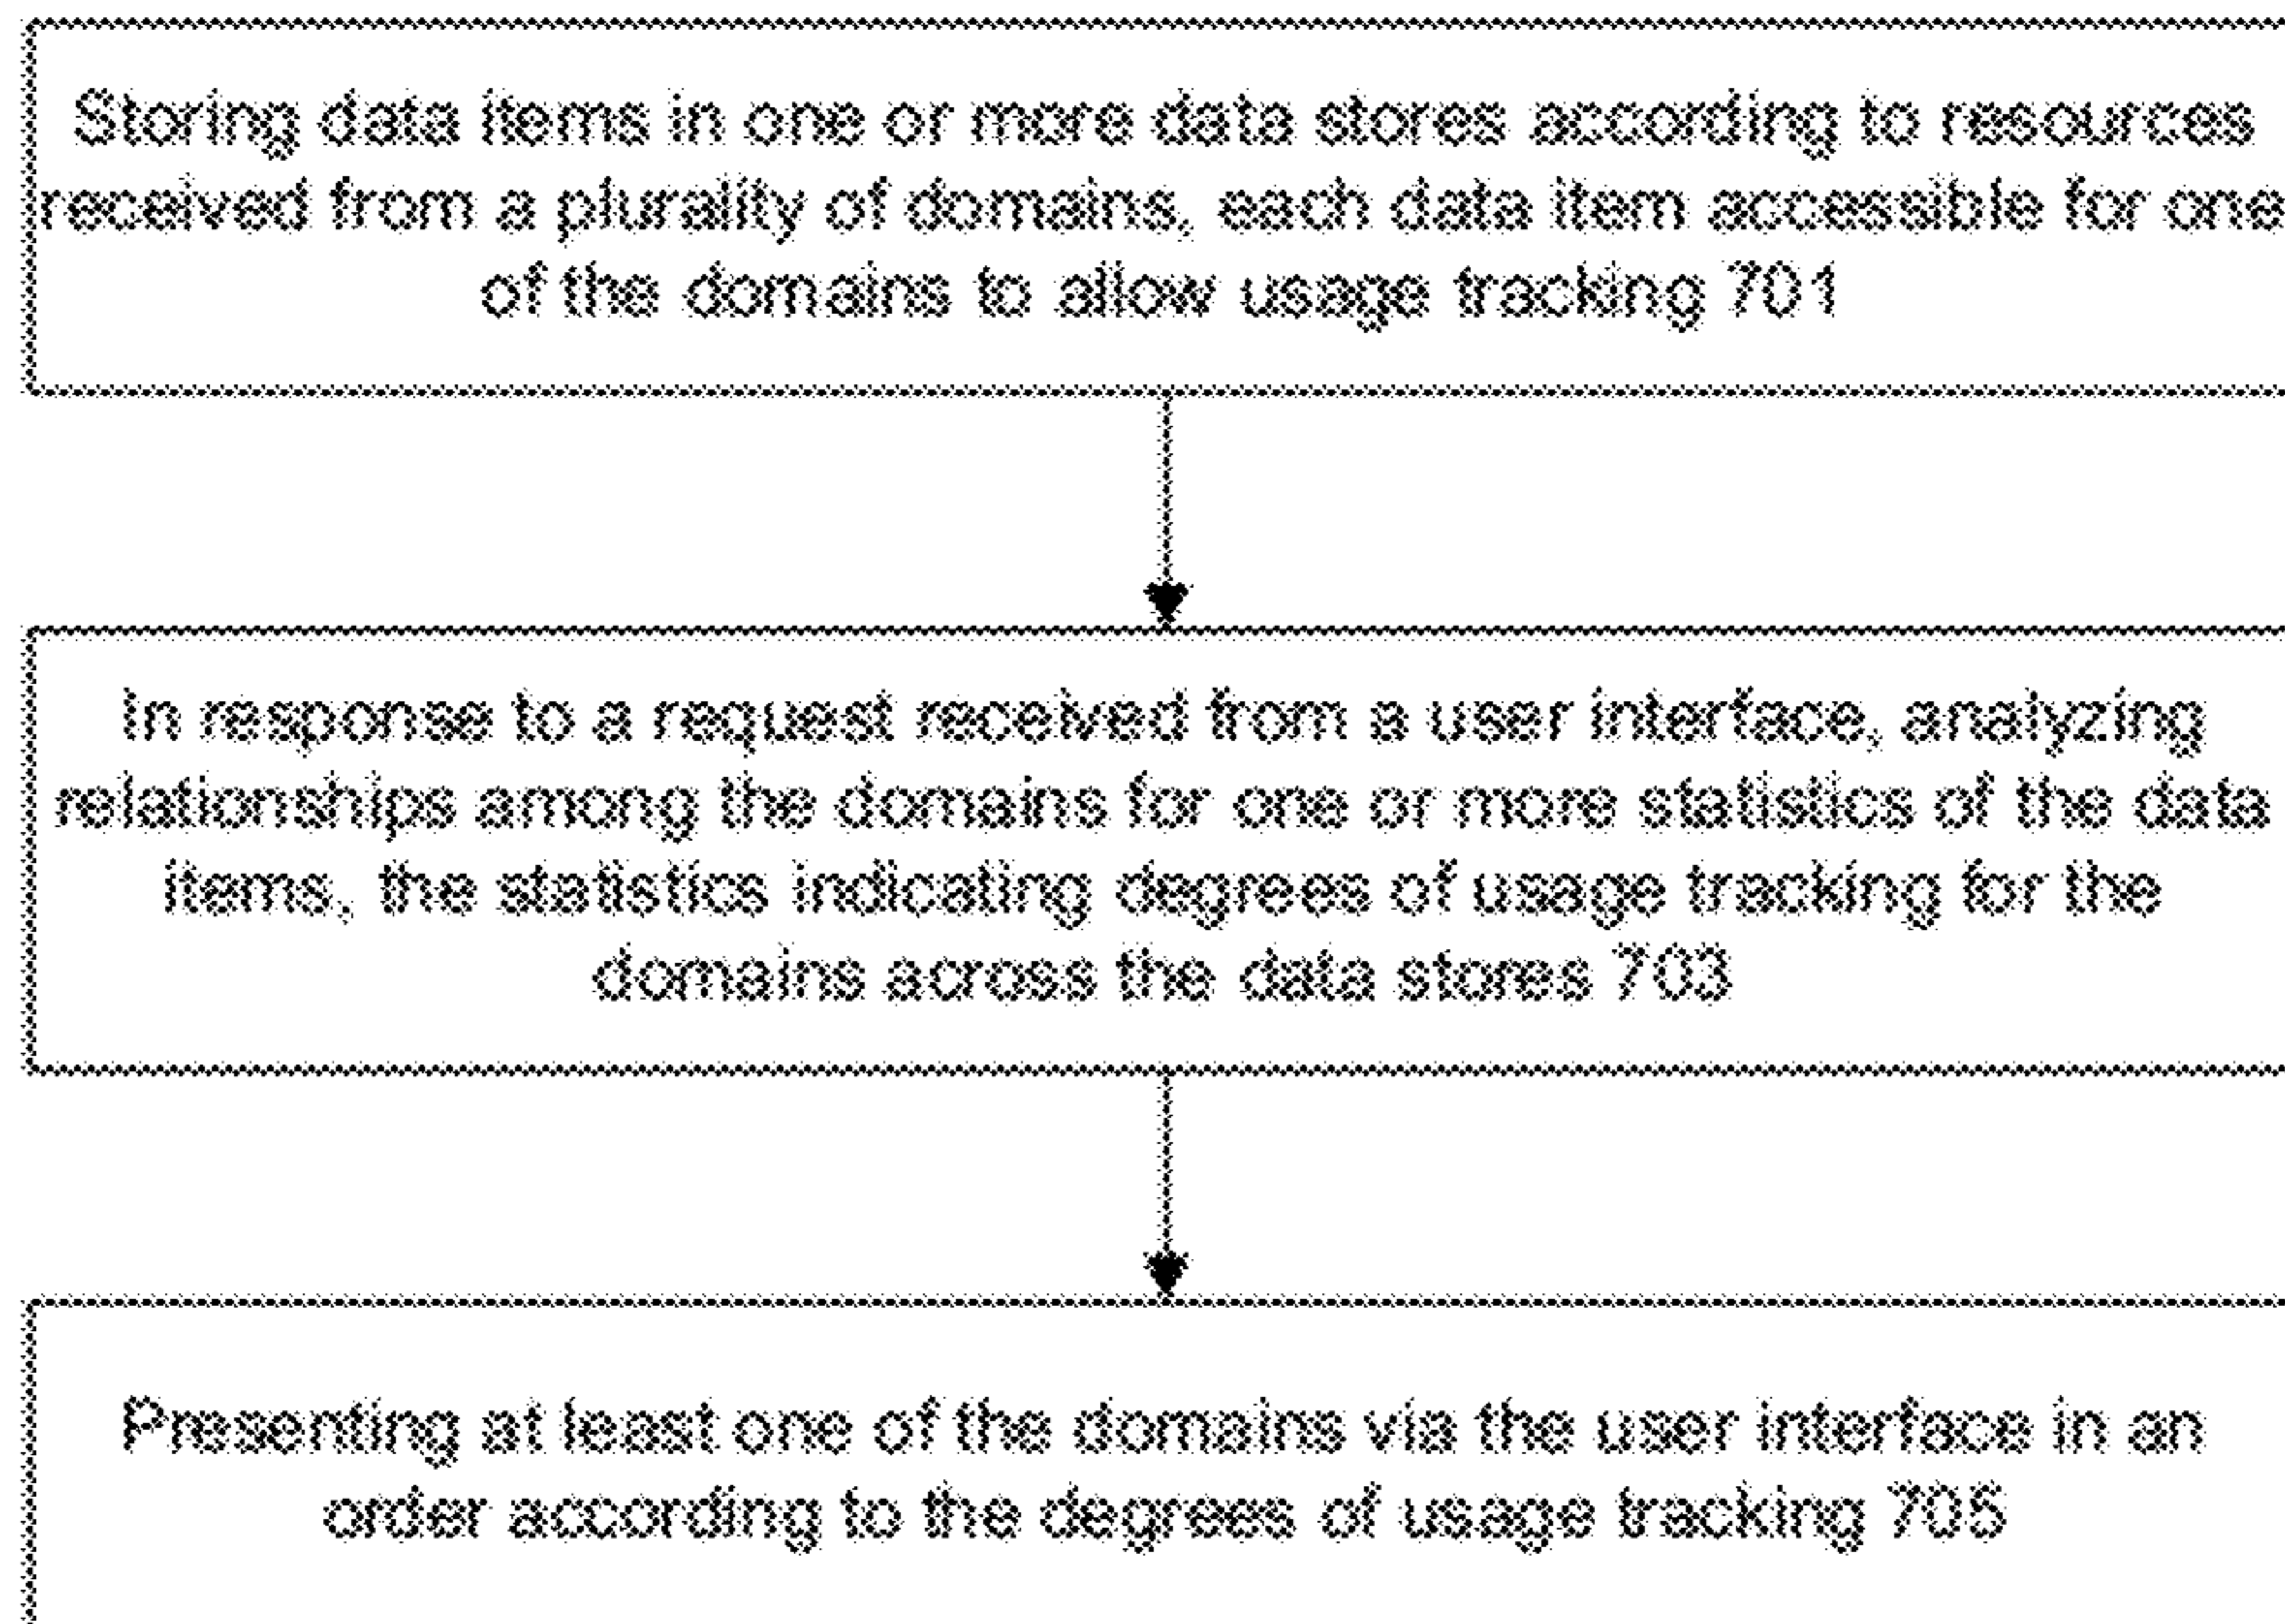 Storing data items in one or more data stores according to resources
received from a plurality of domains, each data item accessible for one
of the domains to allow usage tracking 701
In response to a request received from a user interface, analyzing
relationships among the domains for one or more statistics of the data
items, the statistics indicating degrees of usage tracking for the
domains across the data stores 703
Presenting at least one of the domains via the user interface in an
order according to the degrees of usage tracking 705